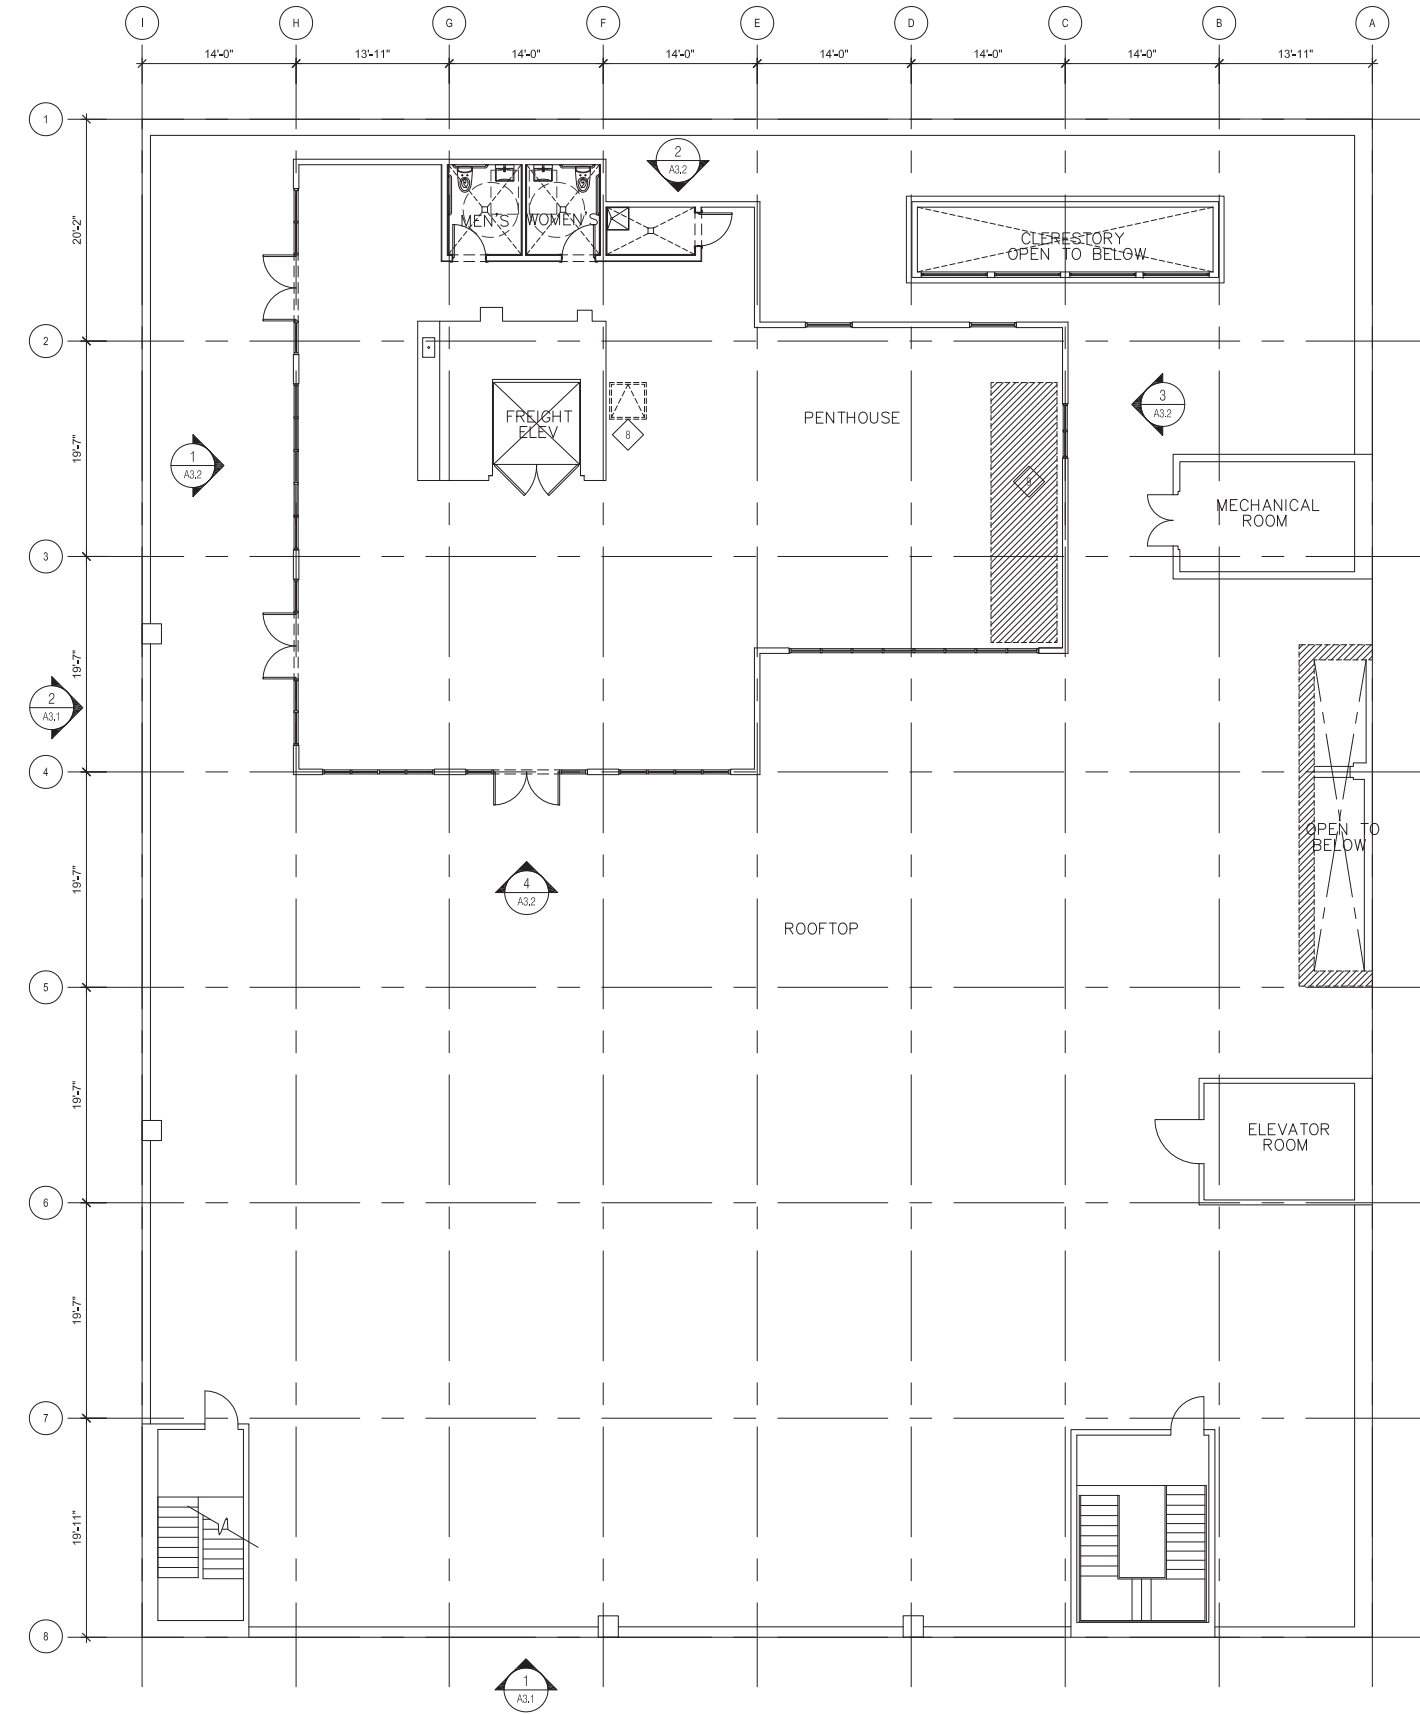 I H G F E D C B A
14'-0" 13'-11" 14'-0" 14'-0" 14'-0" 14'-0" 14'-0" 13'-11"
1
2
A3.2
20'-2"
MEN'S WOMEN'S
CLERESTORY
OPEN TO BELOW
2
3
A3.2
FREIGHT
ELEV
8
PENTHOUSE
19'-7"
1
A3.2
9
MECHANICAL
ROOM
3
19'-7"
2
A3.1
4
OPEN TO
BELOW
19'-7"
4
A3.2
ROOFTOP
5
19'-7"
ELEVATOR
ROOM
6
19'-7"
7
19'-11"
8
1
A3.1